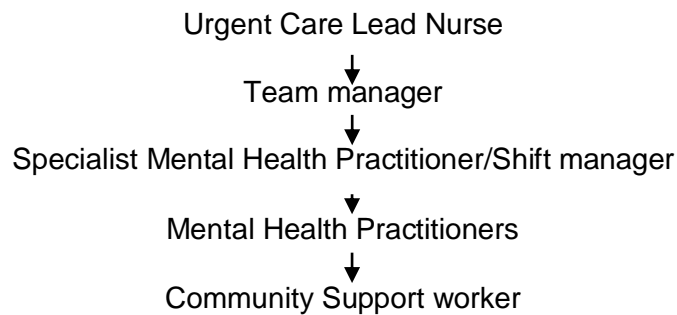 Urgent Care Lead Nurse
Team manager
Specialist Mental Health Practitioner/Shift manager
Mental Health Practitioners
Community Support worker